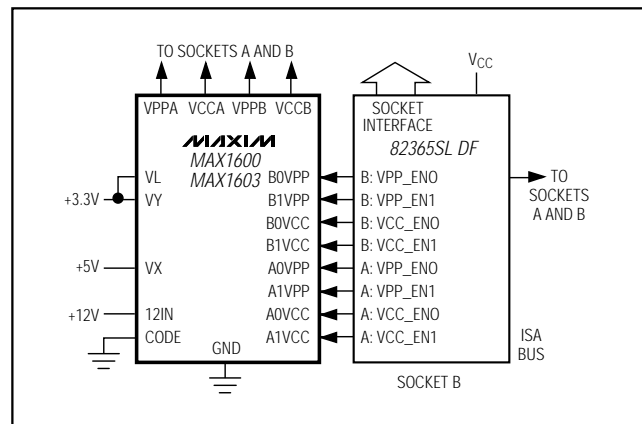 TO SOCKETS A AND B
VPPA VCCA VPPB VCCB
VCC
SOCKET
INTERFACE
MAXIM
MAX1600
MAX1603
82365SL DF
VL
+3.3V
VY
+5V
VX
+12V
12IN
CODE
GND
B0VPP
B1VPP
B0VCC
B1VCC
A0VPP
A1VPP
A0VCC
A1VCC
B: VPP_EN0
B: VPP_EN1
B: VCC_EN0
B: VCC_EN1
A: VPP_EN0
A: VPP_EN1
A: VCC_EN0
A: VCC_EN1
TO
SOCKETS
A AND B
ISA
BUS
SOCKET B